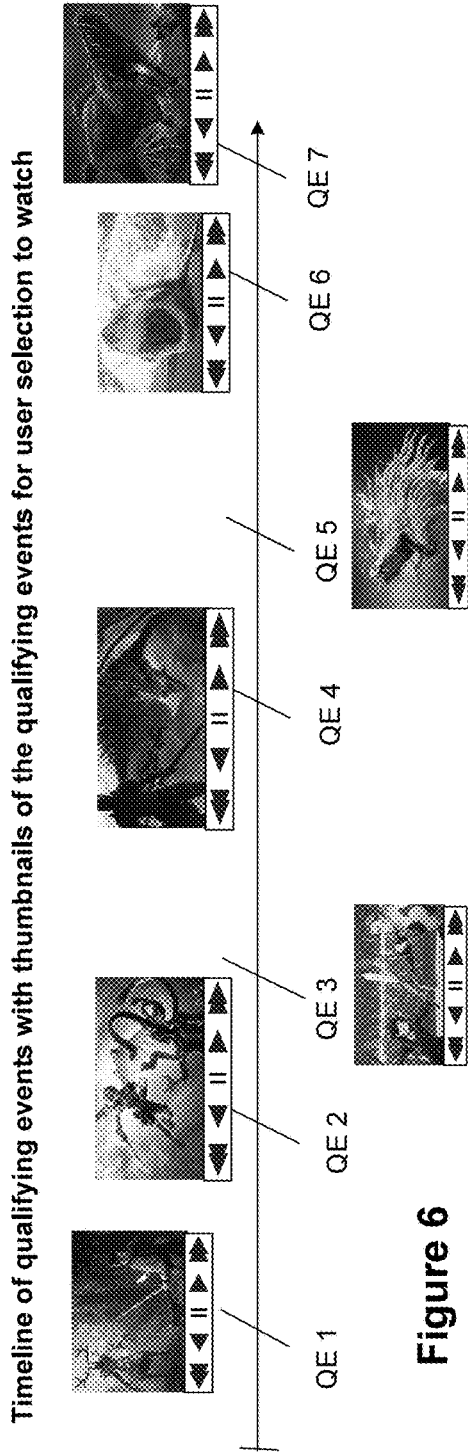 Timeline of qualifying events with thumbnails of the qualifying events for user selection to watch
QE 1
QE 2
QE 3
QE 4
QE 5
QE 6
QE 7
Figure 6